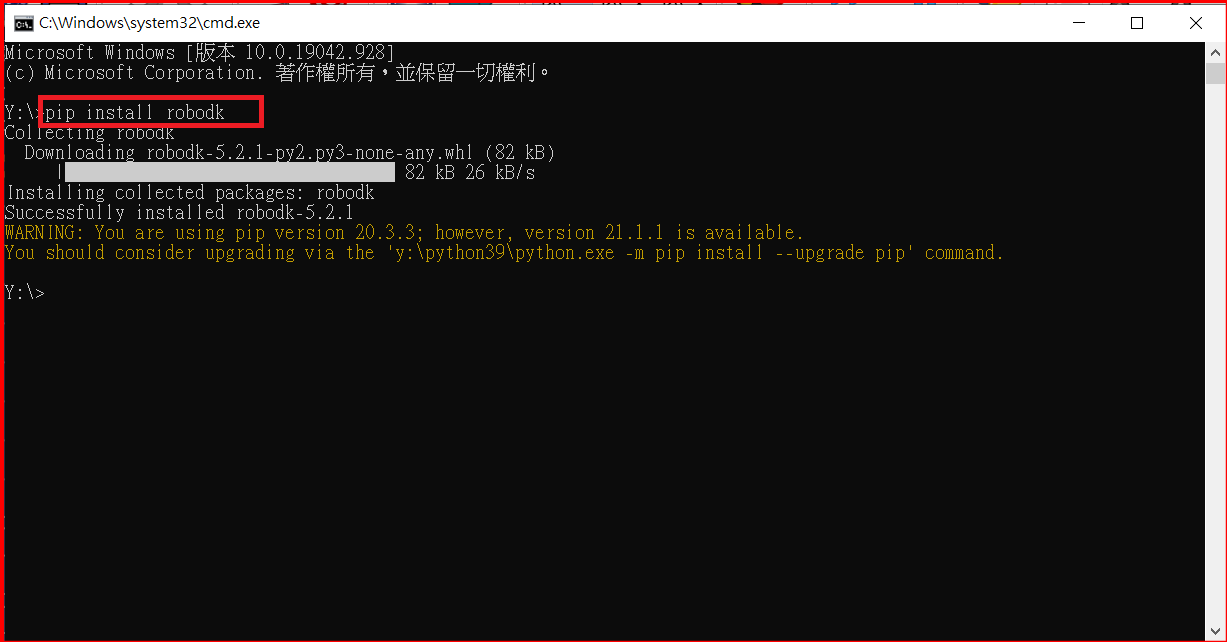 C:\Windows\system32\cmd.exe
Microsoft Windows [版本 10.0.19042.928]
(c) Microsoft Corporation. 著作權所有，並保留一切權利。
Y:\>pip install robodk
Collecting robodk
Downloading robodk-5.2.1-py2.py3-none-any.whl (82 kB)
| 82 kB 26 kB/s
Installing collected packages: robodk
Successfully installed robodk-5.2.1
WARNING: You are using pip version 20.3.3; however, version 21.1.1 is available.
You should consider upgrading via the 'y:\python39\python.exe -m pip install --upgrade pip' command.
Y:\>